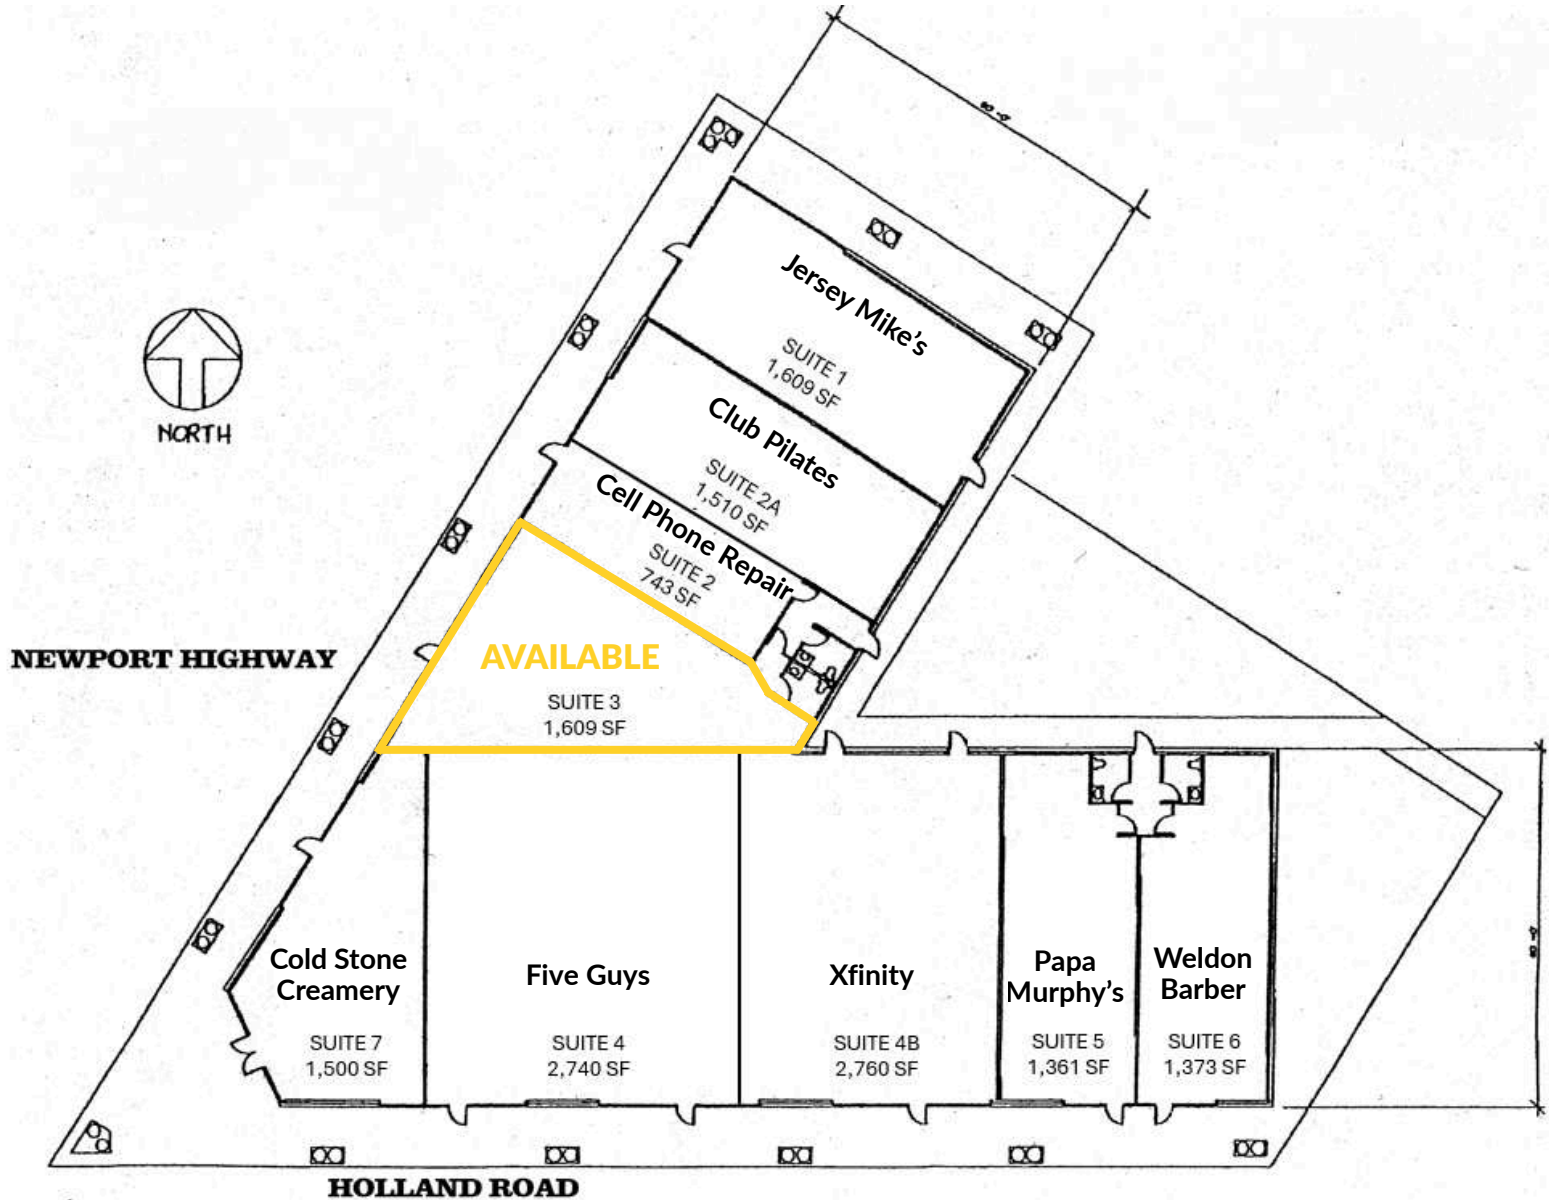 Jersey Mike's
SUITE 1
1,609 SF
Club Pilates
SUITE 2A
1,510 SF
NORTH
Cell Phone Repair
SUITE 2
743 SF
NEWPORT HIGHWAY
AVAILABLE
SUITE 3
1,609 SF
Cold Stone
Creamery
SUITE 7
1,500 SF
Five Guys
SUITE 4
2,740 SF
Xfinity
SUITE 4B
2,760 SF
Papa
Murphy's
SUITE 5
1,361 SF
Weldon
Barber
SUITE 6
1,373 SF
HOLLAND ROAD